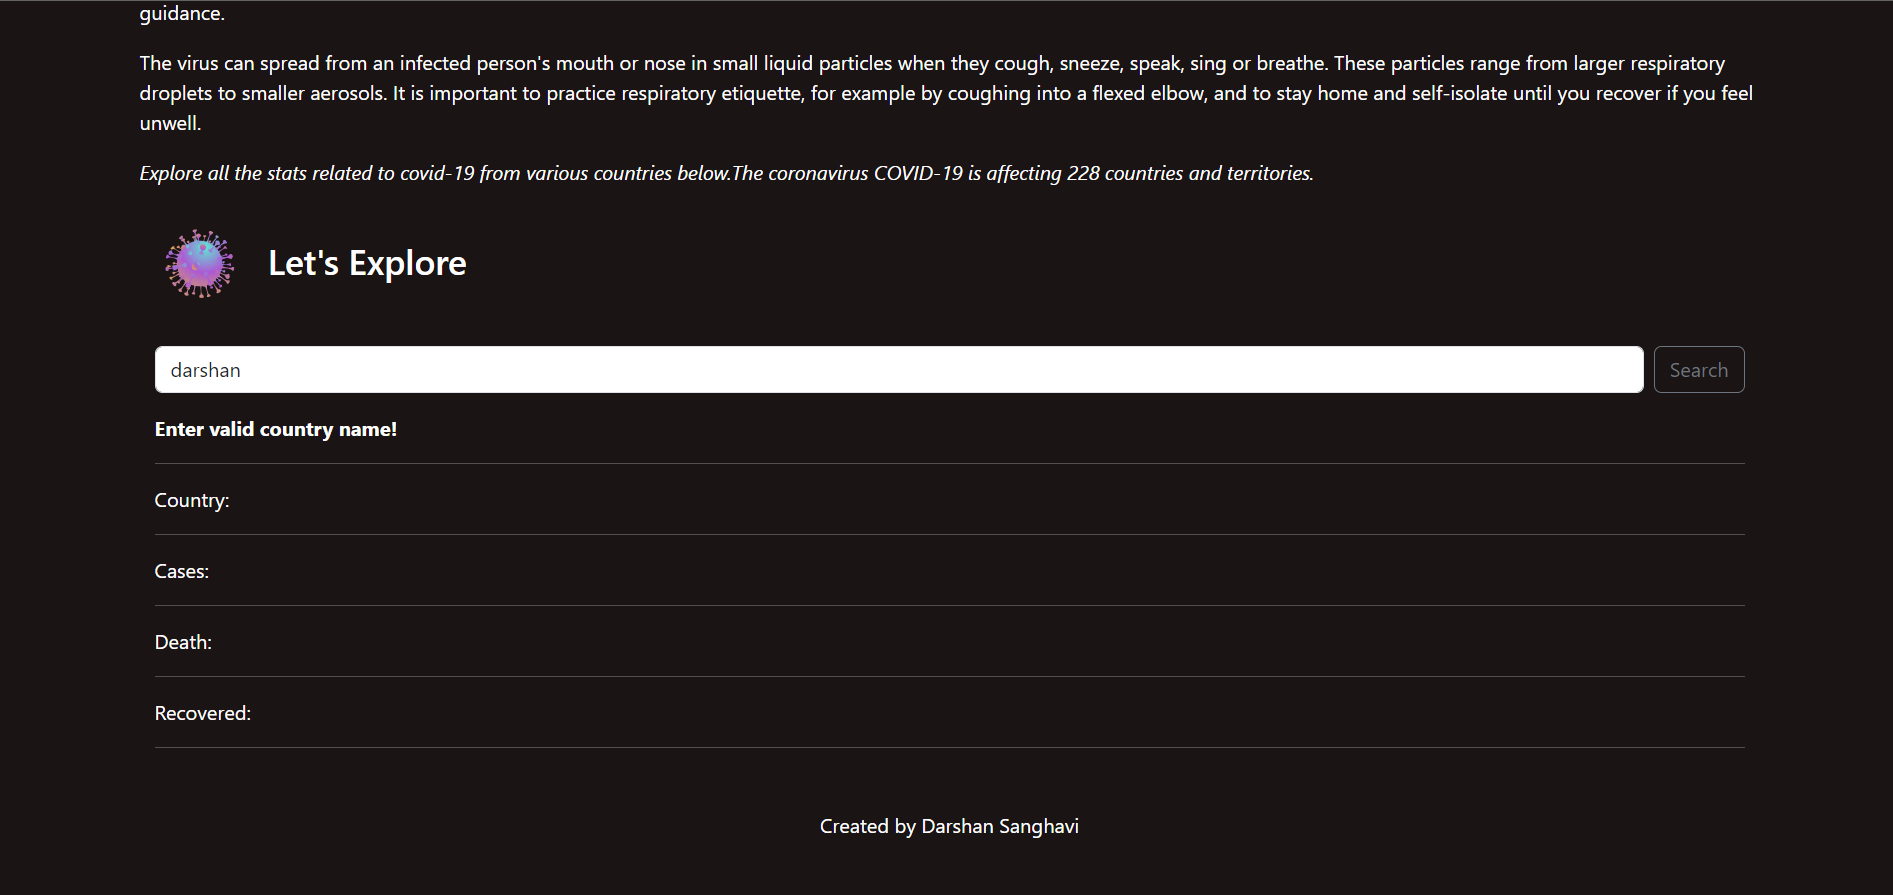 guidance.
The virus can spread from an infected person's mouth or nose in small liquid particles when they cough, sneeze, speak, sing or breathe. These particles range from larger respiratory
droplets to smaller aerosols. It is important to practice respiratory etiquette, for example by coughing into a flexed elbow, and to stay home and self-isolate until you recover if you feel
unwell.
Explore all the stats related to covid-19 from various countries below.The coronavirus COVID-19 is affecting 228 countries and territories.
Let's Explore
darshan
Search
Enter valid country name!
Country:
Cases:
Death:
Recovered:
Created by Darshan Sanghavi